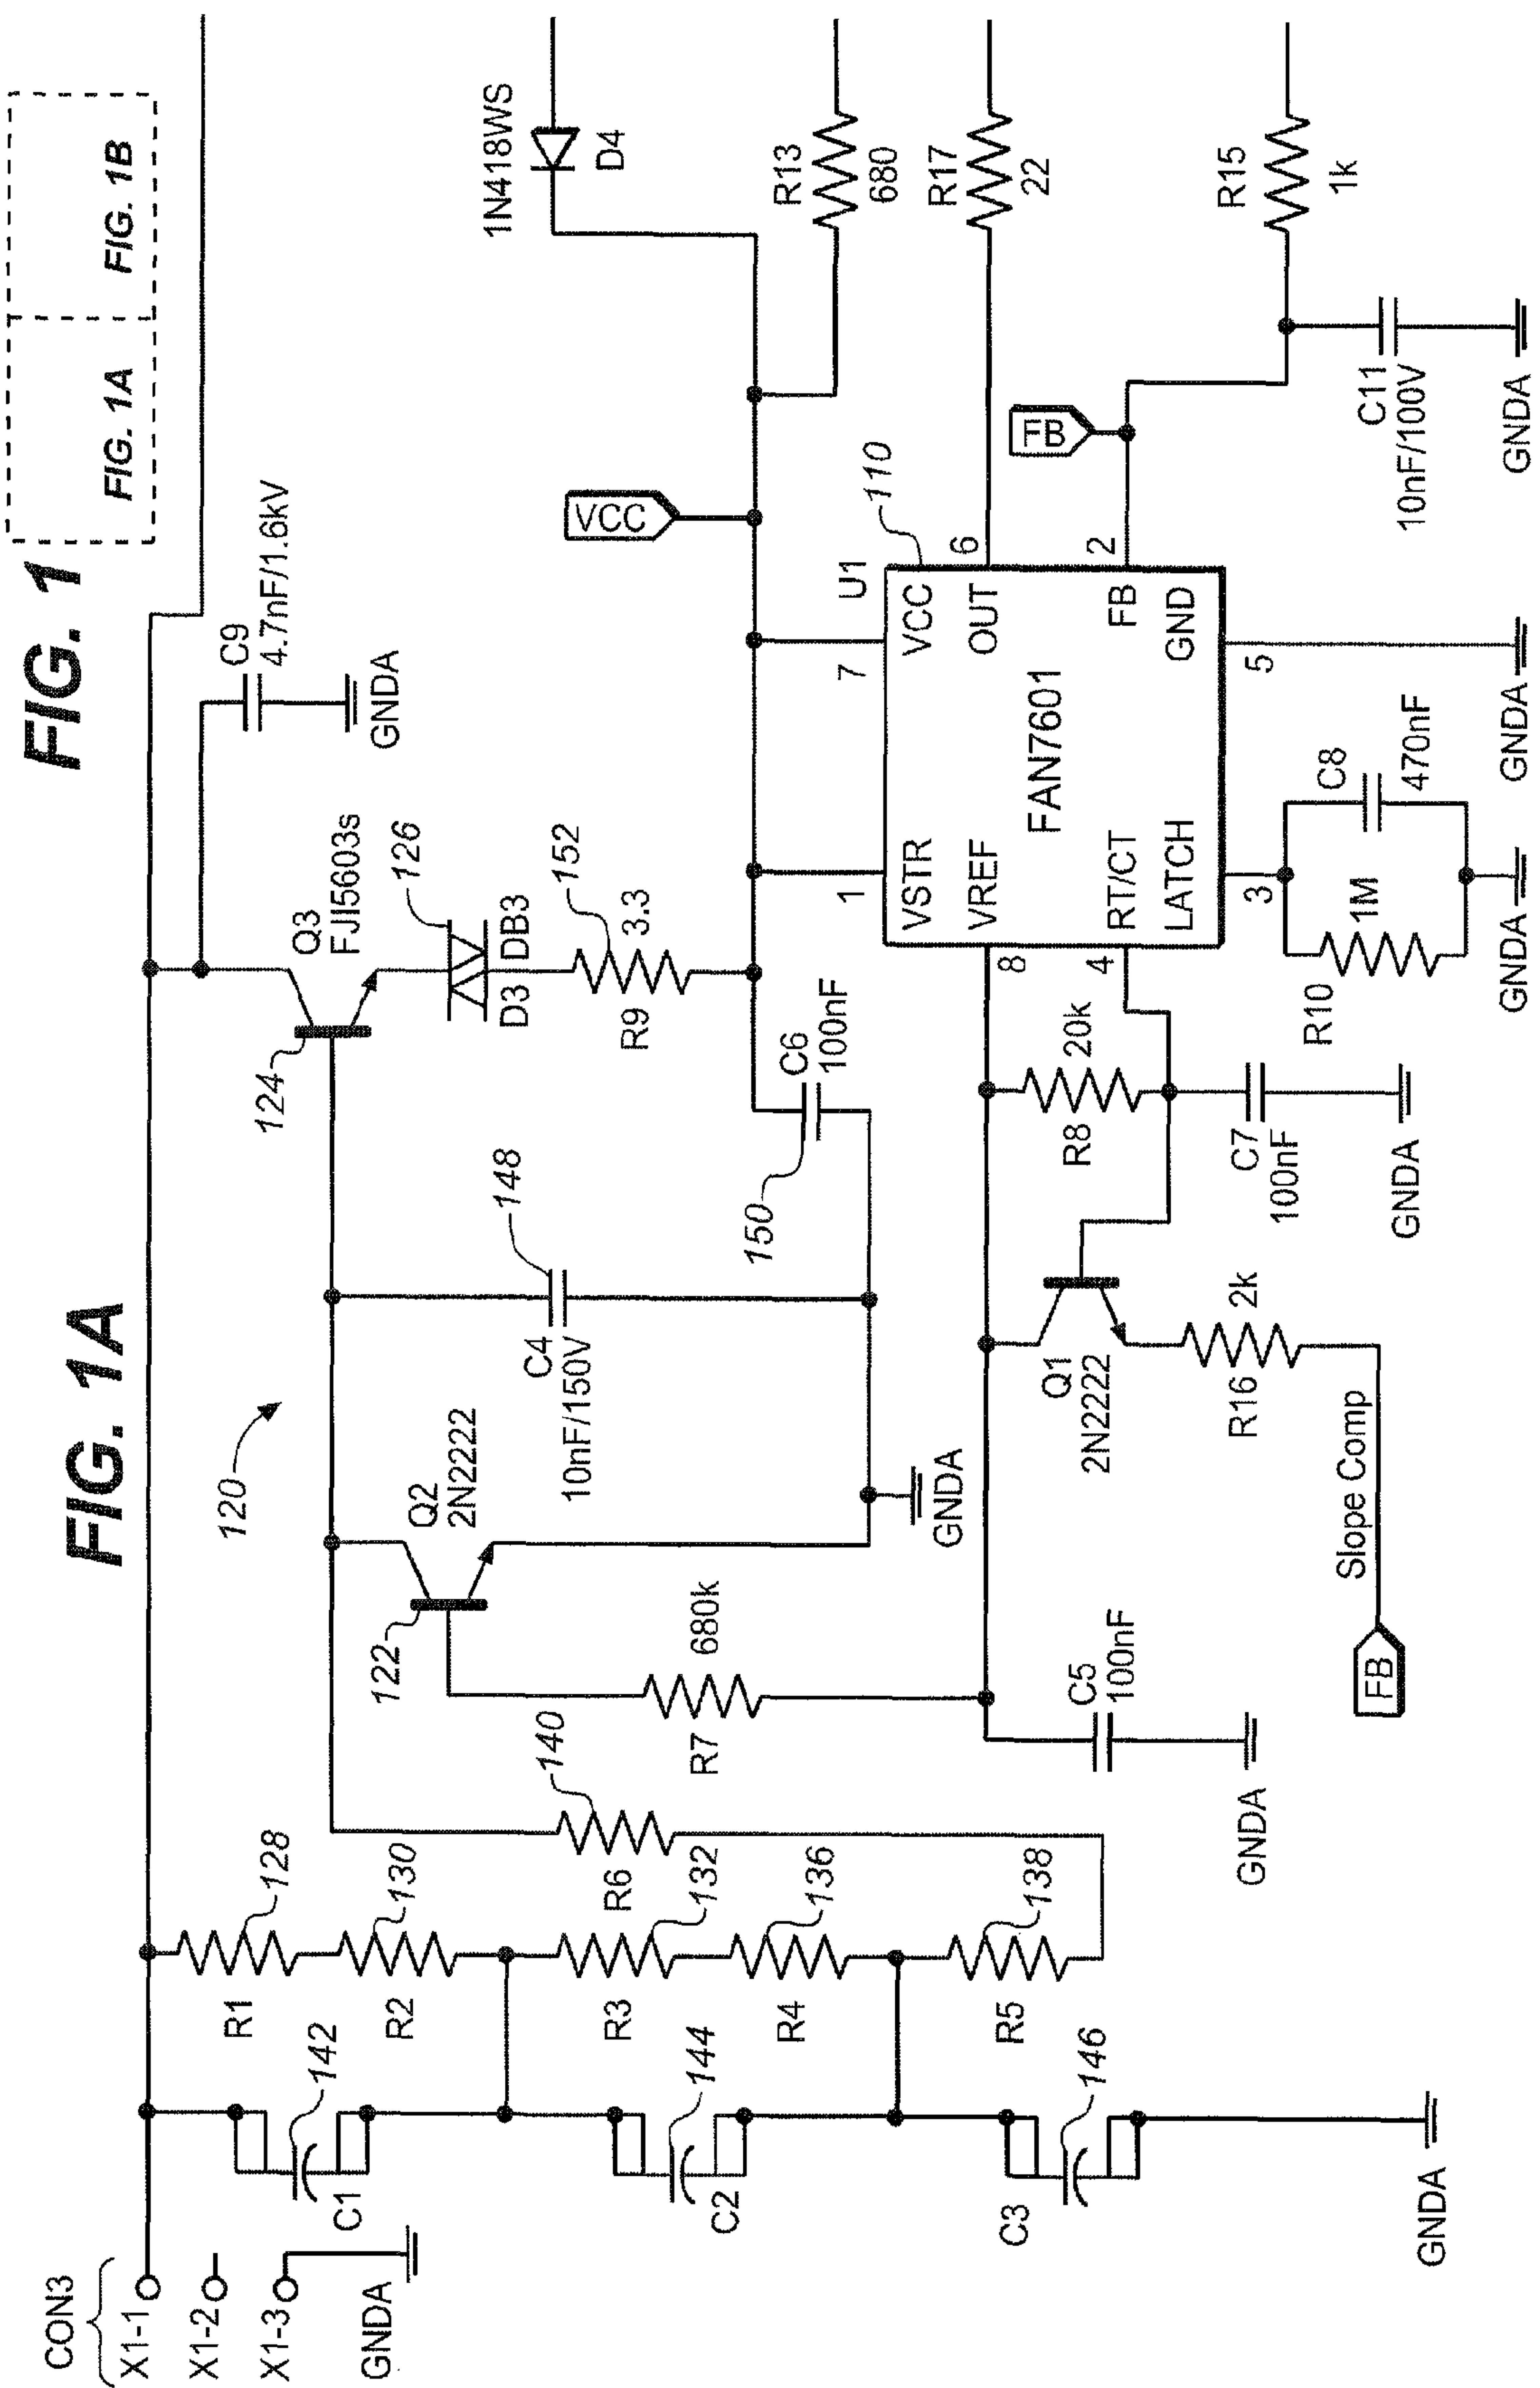 FIG. 1
FIG. 1A
FIG. 1B
FIG. 1A
CON3
X1-1
X1-2
X1-3
GNDA
C1
142
R1
128
R2
130
C2
144
R3
132
R4
136
C3
146
R5
138
GNDA
R6
140
120
122
Q2
2N2222
R7
680k
C5
100nF
GNDA
C4
10nF/150V
148
GNDA
124
Q3
FJI5603s
126
D3
DB3
R9
3.3
152
C9
4.7nF/1.6kV
GNDA
150
C6
100nF
FB
Slope Comp
Q1
2N2222
R16
2k
R8
20k
C7
100nF
GNDA
VCC
1N418WS
D4
R13
680
R17
22
R15
1k
U1
110
FAN7601
1
VSTR
7
VCC
8
VREF
OUT
6
4
RT/CT
FB
2
3
LATCH
GND
5
FB
R10
1M
C8
470nF
GNDA
GNDA
C11
10nF/100V
GNDA